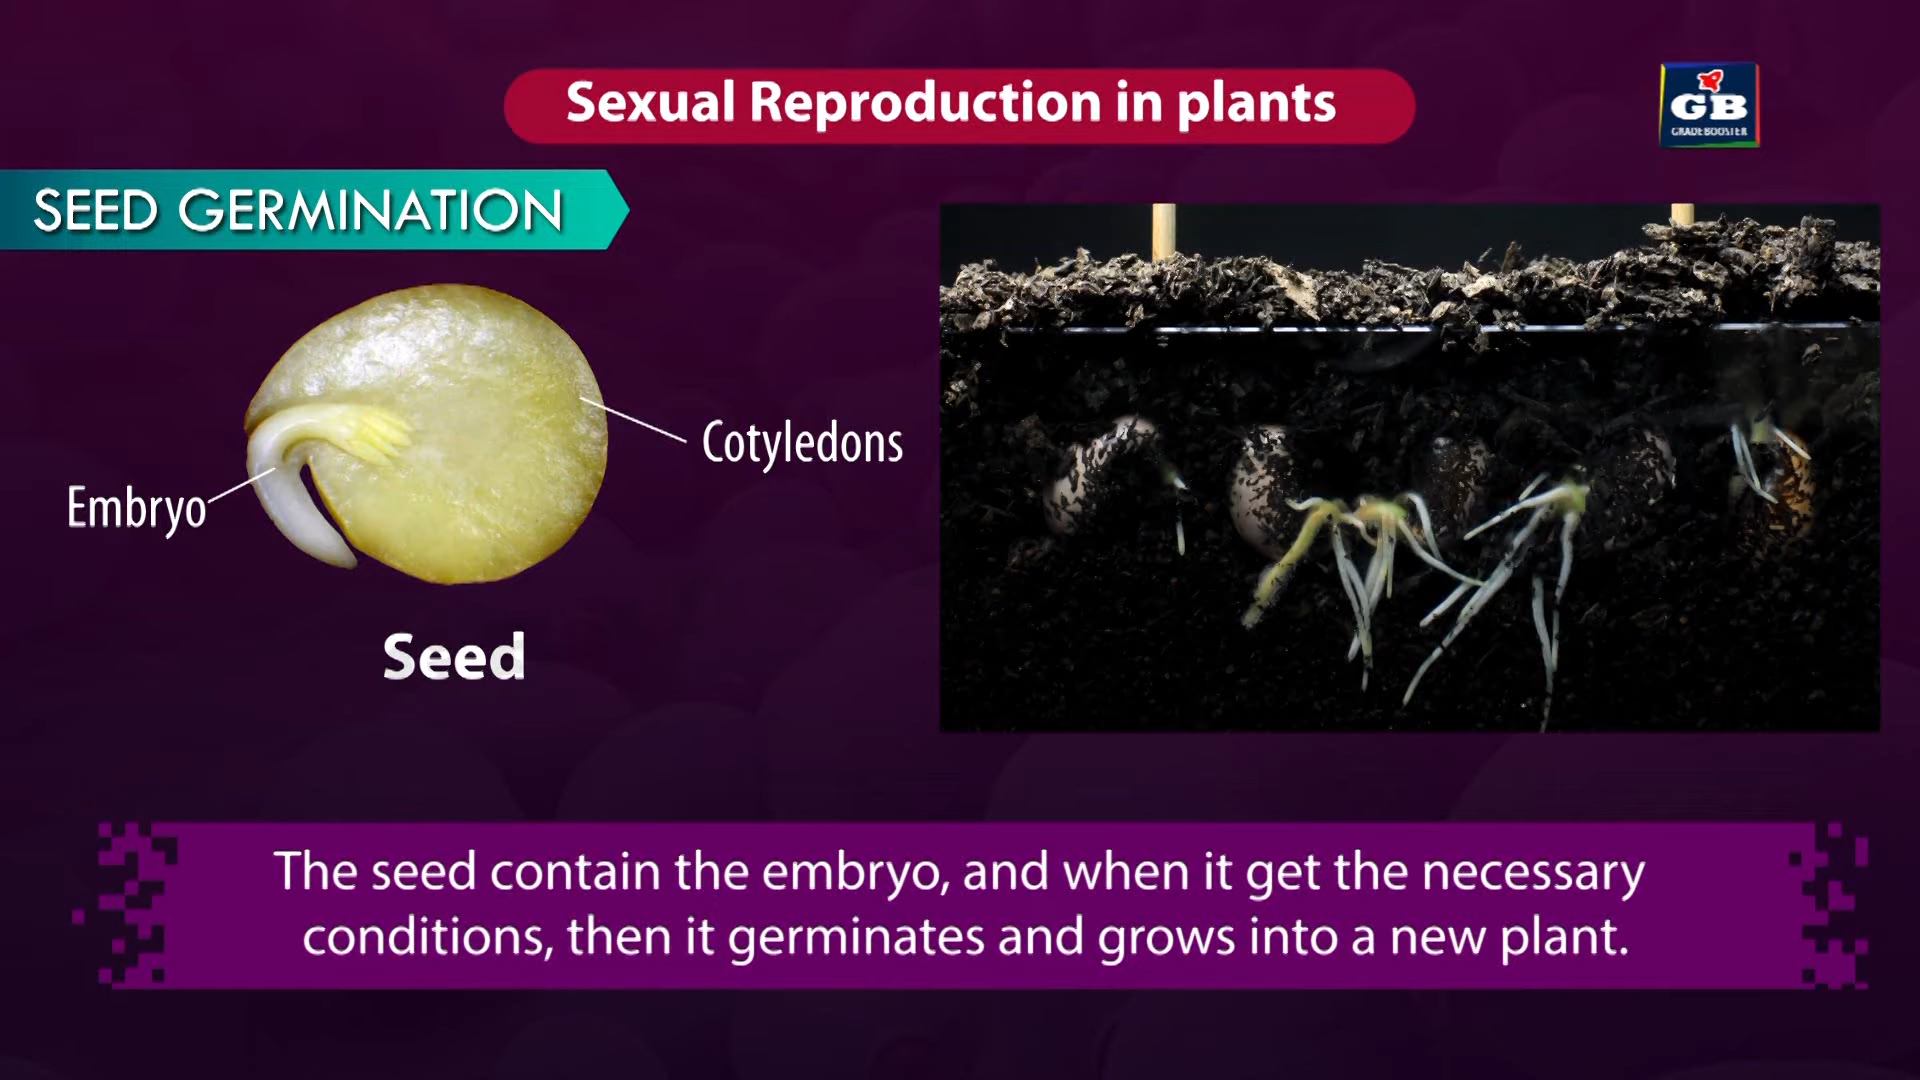 Sexual Reproduction in plants
GB
GRADEBOOSTER
SEED GERMINATION
Cotyledons
Embryo
Seed
The seed contain the embryo, and when it get the necessary
conditions, then it germinates and grows into a new plant.